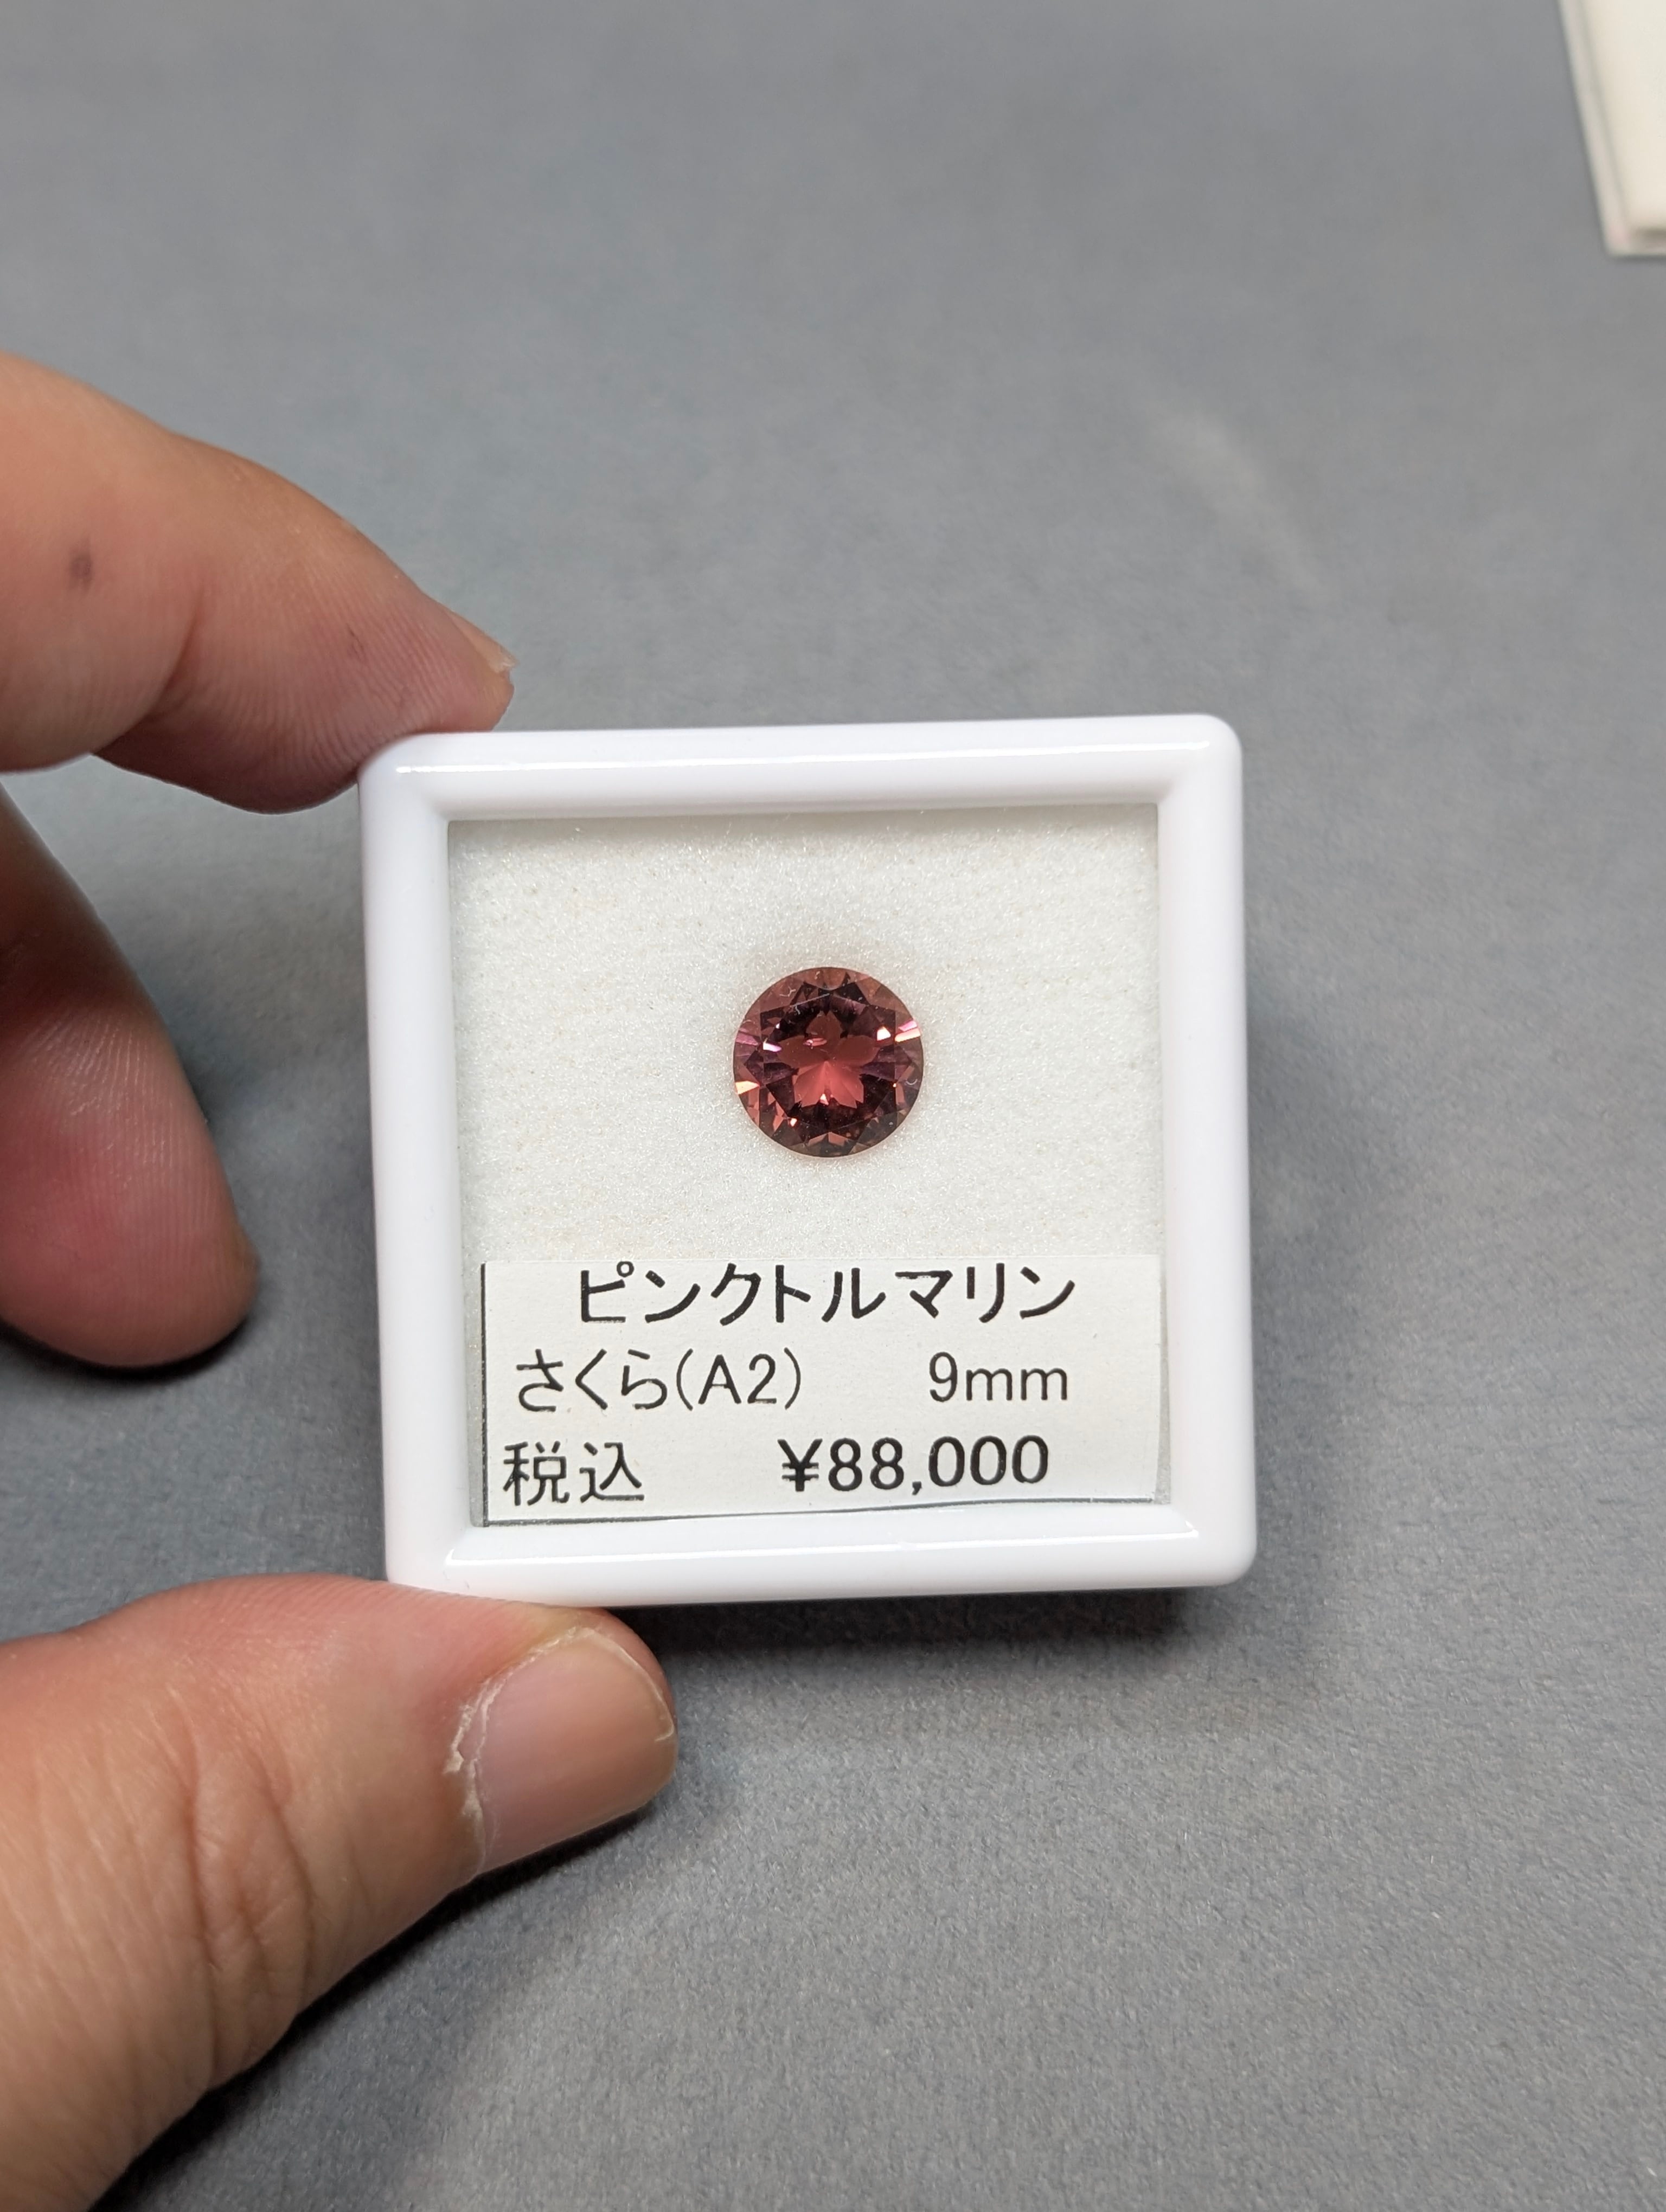 ピンクトルマリン
さくら(A2) 9mm
税込 ¥88,000